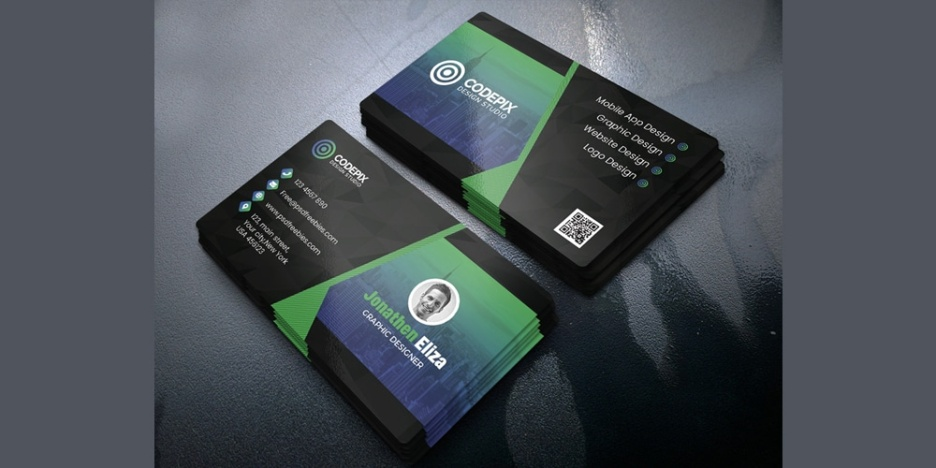 CODEPIX
DESIGN STUDIO
Mobile App Design
Graphic Design
Website Design
Logo Design
CODEPIX
DESIGN STUDIO
123 4567 890
Free@psdfreebies.com
www.psdfreebies.com
123, main street,
Your city,New York
USA 456123
Jonathen Eliza
GRAPHIC DESIGNER